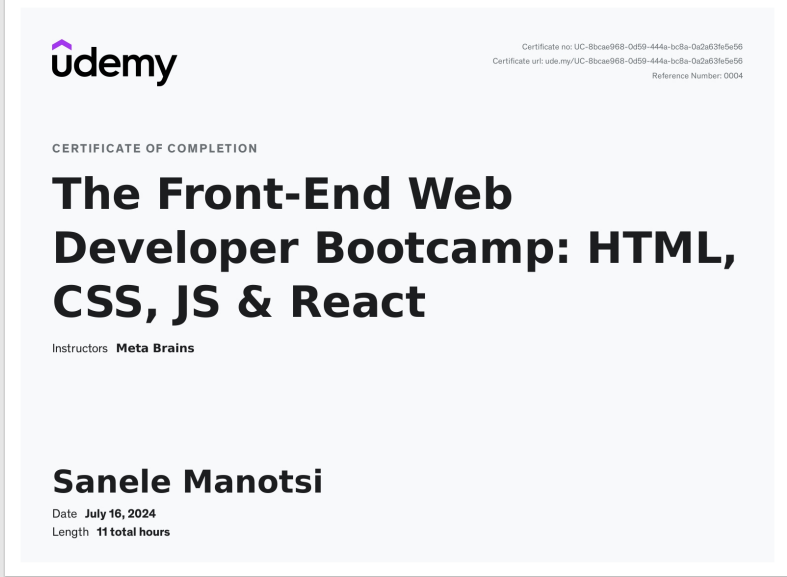 udemy
Certificate no: UC-8bcae968-0d59-444a-bc8a-0a2a63fe5e56
Certificate url: ude.my/UC-8bcae968-0d59-444a-bc8a-0a2a63fe5e56
Reference Number: 0004
CERTIFICATE OF COMPLETION
The Front-End Web
Developer Bootcamp: HTML,
CSS, JS & React
Instructors Meta Brains
Sanele Manotsi
Date July 16, 2024
Length 11 total hours